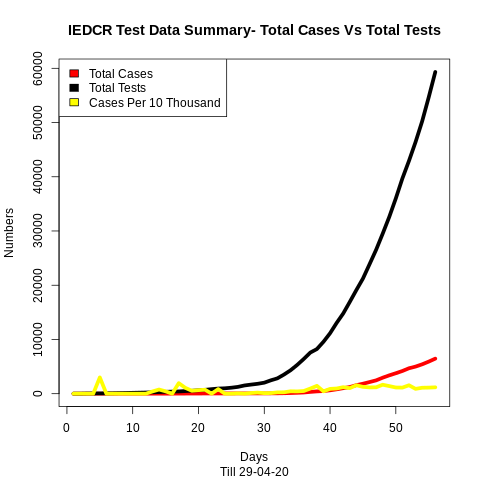 IEDCR Test Data Summary- Total Cases Vs Total Tests
Total Cases
Total Tests
Cases Per 10 Thousand
Numbers
60000
50000
40000
30000
20000
10000
0
0 10 20 30 40 50
Days
Till 29-04-20